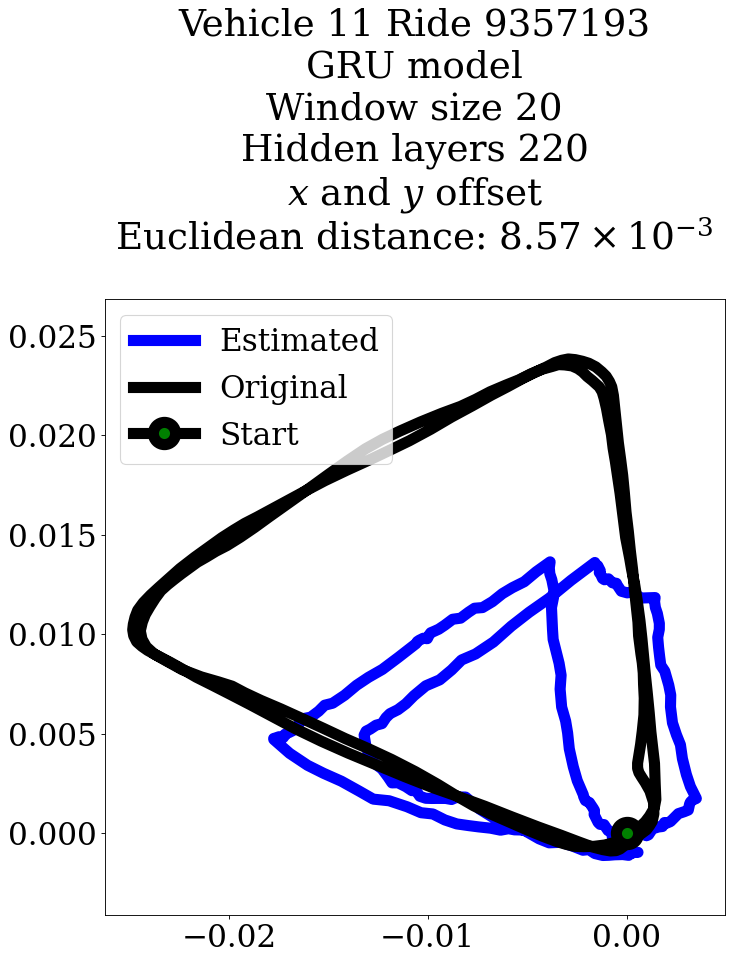 Vehicle 11 Ride 9357193
GRU model
Window size 20
Hidden layers 220
x and y offset
Euclidean distance: 8.57 × 10⁻³
Estimated
Original
Start
0.025
0.020
0.015
0.010
0.005
0.000
−0.02 −0.01 0.00